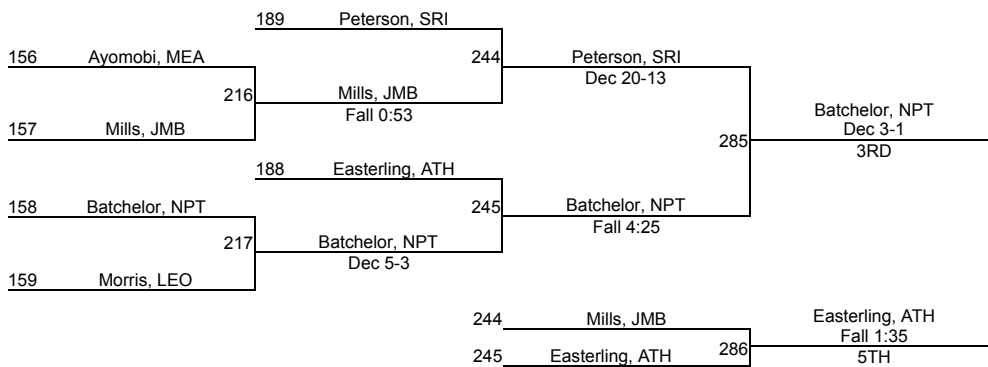 189 Peterson, SRI
156 Ayomobi, MEA
244 Peterson, SRI
Dec 20-13
216 Mills, JMB
Fall 0:53
157 Mills, JMB
Batchelor, NPT
285 Dec 3-1
3RD
188 Easterling, ATH
158 Batchelor, NPT
245 Batchelor, NPT
Fall 4:25
217 Batchelor, NPT
Dec 5-3
159 Morris, LEO
244 Mills, JMB
Easterling, ATH
286 Fall 1:35
5TH
245 Easterling, ATH